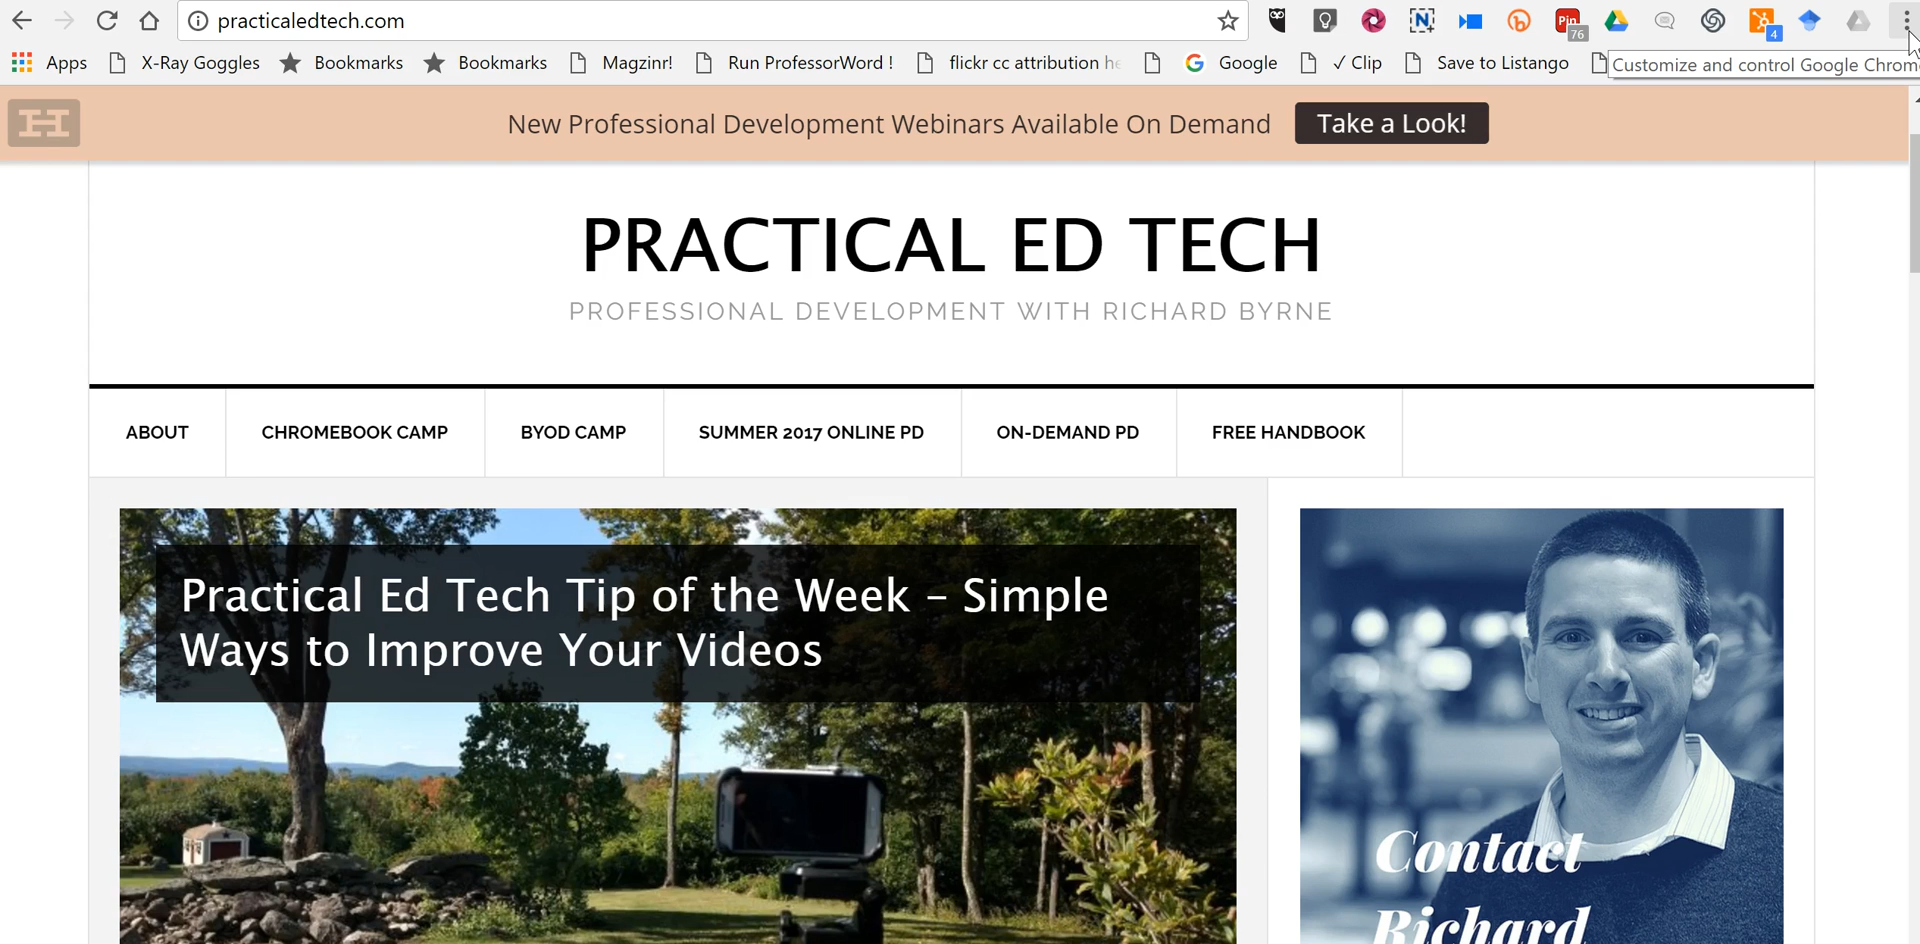 practicaledtech.com
Pin
76
4
Apps
X-Ray Goggles
Bookmarks
Bookmarks
Magzinr!
Run ProfessorWord !
flickr cc attribution he
Google
✓ Clip
Save to Listango
Customize and control Google Chrom
H
New Professional Development Webinars Available On Demand
Take a Look!
PRACTICAL ED TECH
PROFESSIONAL DEVELOPMENT WITH RICHARD BYRNE
ABOUT
CHROMEBOOK CAMP
BYOD CAMP
SUMMER 2017 ONLINE PD
ON-DEMAND PD
FREE HANDBOOK
Practical Ed Tech Tip of the Week – Simple
Ways to Improve Your Videos
Contact
Richard